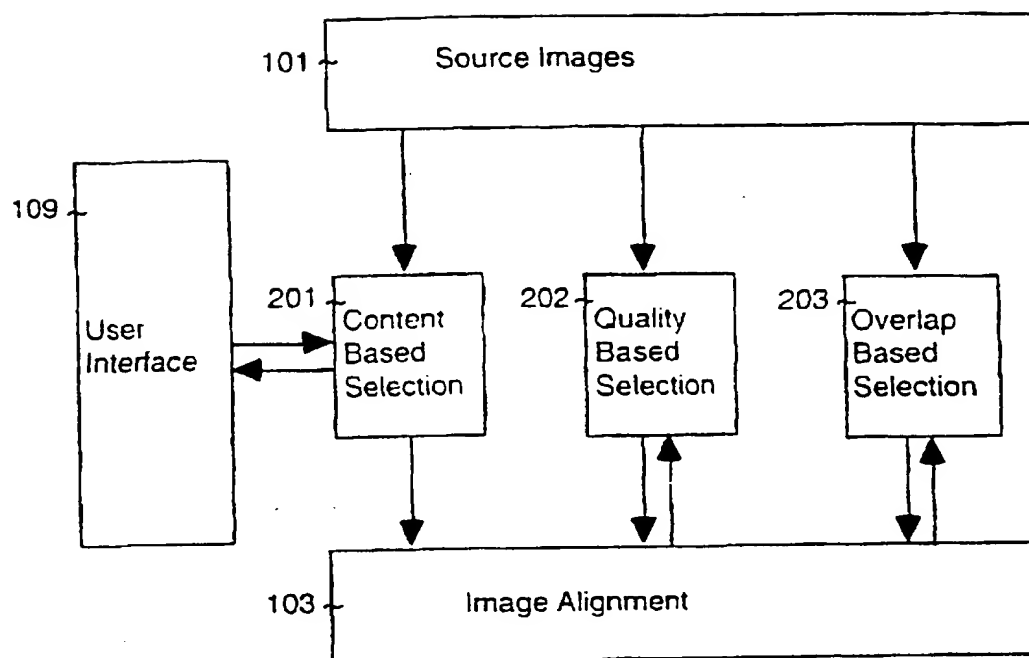 101
Source Images
109
User
Interface
201
Content
Based
Selection
202
Quality
Based
Selection
203
Overlap
Based
Selection
103
Image Alignment